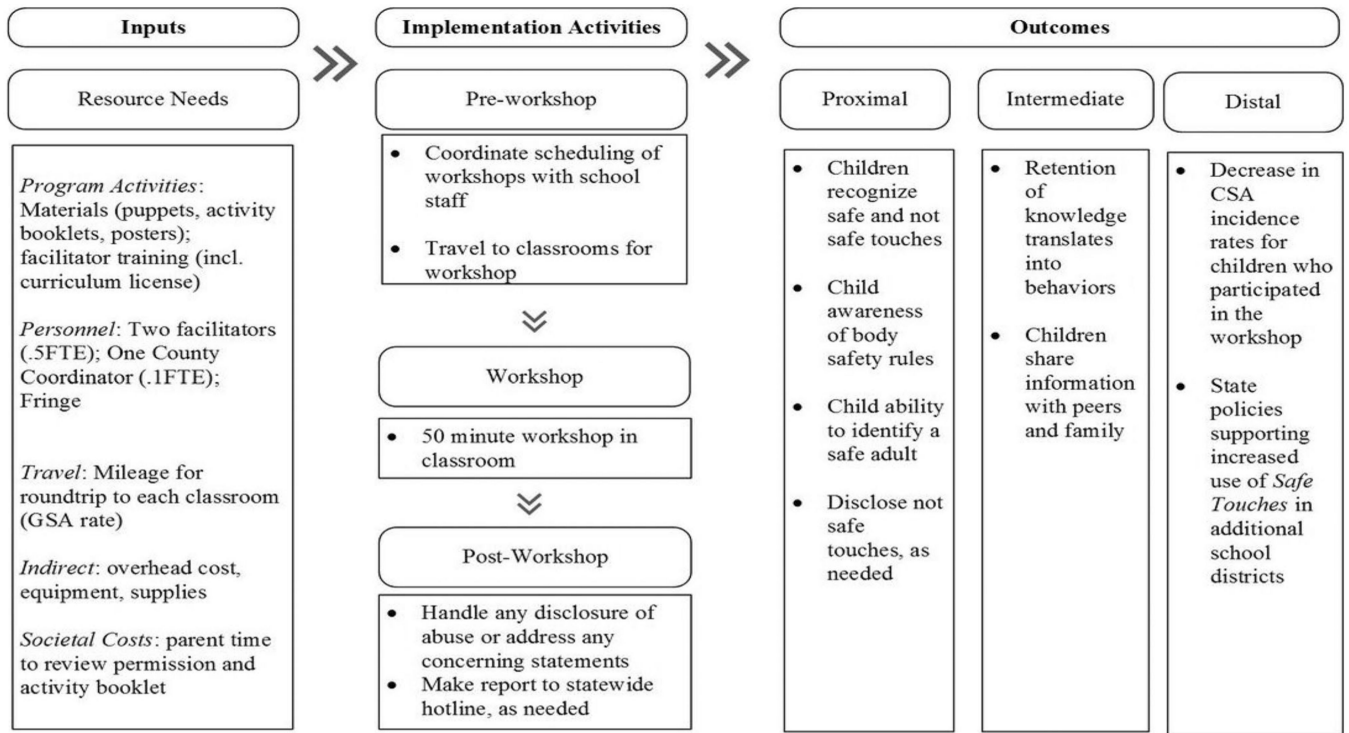 Inputs
Resource Needs
Program Activities:
Materials (puppets, activity
booklets, posters);
facilitator training (incl.
curriculum license)
Personnel: Two facilitators
(.5FTE); One County
Coordinator (.1FTE);
Fringe
Travel: Mileage for
roundtrip to each classroom
(GSA rate)
Indirect: overhead cost,
equipment, supplies
Societal Costs: parent time
to review permission and
activity booklet
Implementation Activities
Pre-workshop
• Coordinate scheduling of
workshops with school
staff
• Travel to classrooms for
workshop
Workshop
• 50 minute workshop in
classroom
Post-Workshop
• Handle any disclosure of
abuse or address any
concerning statements
• Make report to statewide
hotline, as needed
Outcomes
Proximal
• Children
recognize safe
and not
safe touches
• Child
awareness
of body
safety rules
• Child ability
to identify a
safe adult
• Disclose not
safe
touches, as
needed
Intermediate
• Retention
of
knowledge
translates
into
behaviors
• Children
share
information
with peers
and family
Distal
• Decrease in
CSA
incidence
rates for
children who
participated
in the
workshop
• State
policies
supporting
increased
use of Safe
Touches in
additional
school
districts